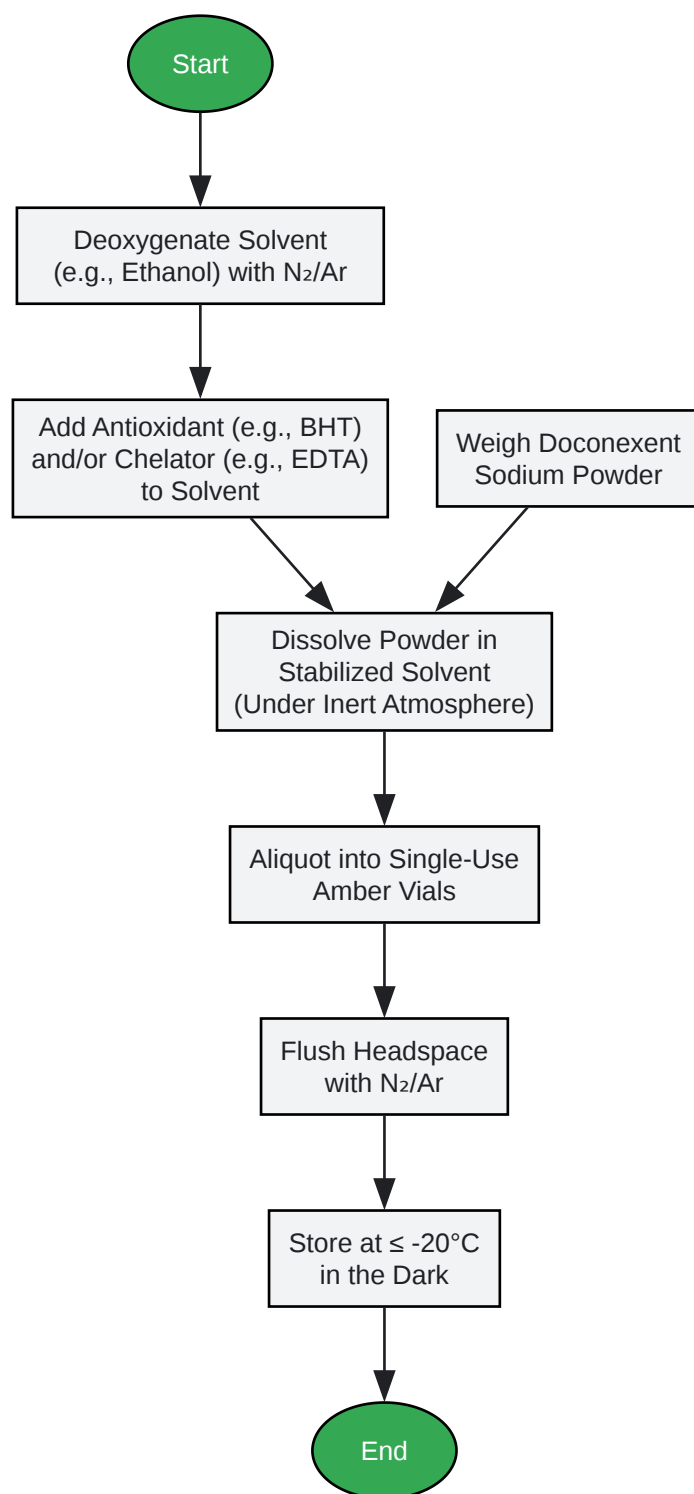 Start
Deoxygenate Solvent
(e.g., Ethanol) with N₂/Ar
Add Antioxidant (e.g., BHT)
and/or Chelator (e.g., EDTA)
to Solvent
Weigh Doconexent
Sodium Powder
Dissolve Powder in
Stabilized Solvent
(Under Inert Atmosphere)
Aliquot into Single-Use
Amber Vials
Flush Headspace
with N₂/Ar
Store at ≤ -20°C
in the Dark
End